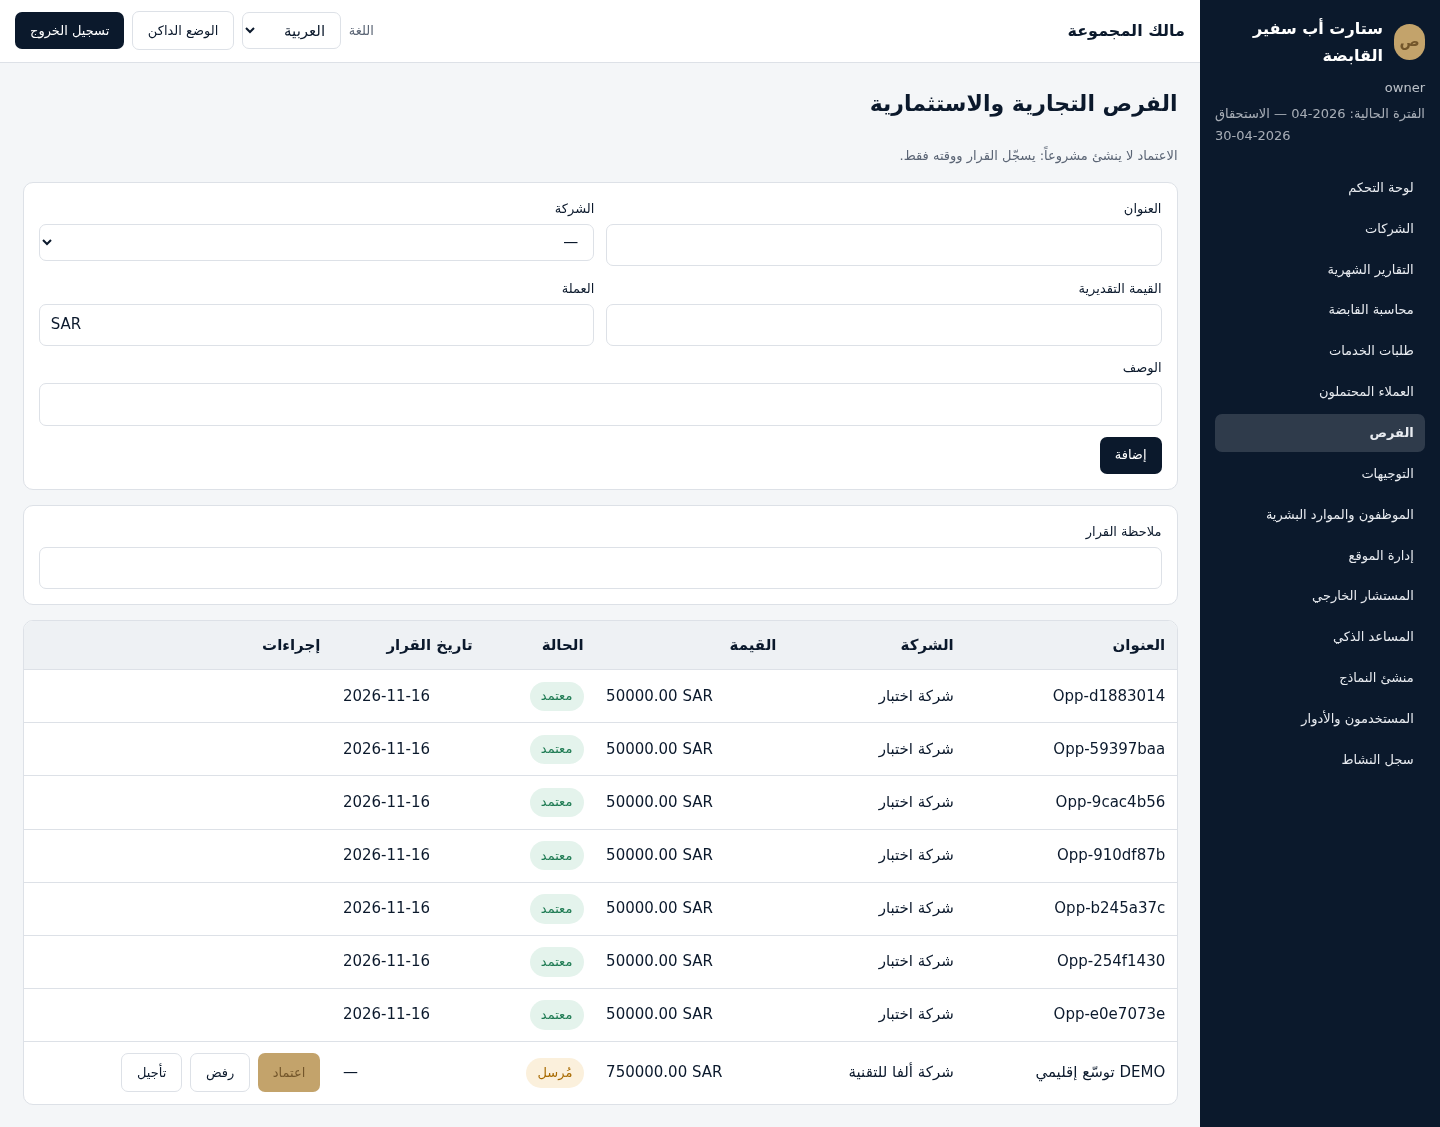 ص
ستارت أب سفير
القابضة
owner
الفترة الحالية: 2026-04 — الاستحقاق
2026-04-30
لوحة التحكم
الشركات
التقارير الشهرية
محاسبة القابضة
طلبات الخدمات
العملاء المحتملون
الفرص
التوجيهات
الموظفون والموارد البشرية
إدارة الموقع
المستشار الخارجي
المساعد الذكي
منشئ النماذج
المستخدمون والأدوار
سجل النشاط
مالك المجموعة
اللغة
العربية
الوضع الداكن
تسجيل الخروج
الفرص التجارية والاستثمارية
الاعتماد لا ينشئ مشروعاً: يسجّل القرار ووقته فقط.
العنوان
الشركة
—
القيمة التقديرية
العملة
SAR
الوصف
إضافة
ملاحظة القرار
العنوان الشركة القيمة الحالة تاريخ القرار إجراءات
Opp-d1883014 شركة اختبار 50000.00 SAR معتمد 2026-11-16
Opp-59397baa شركة اختبار 50000.00 SAR معتمد 2026-11-16
Opp-9cac4b56 شركة اختبار 50000.00 SAR معتمد 2026-11-16
Opp-910df87b شركة اختبار 50000.00 SAR معتمد 2026-11-16
Opp-b245a37c شركة اختبار 50000.00 SAR معتمد 2026-11-16
Opp-254f1430 شركة اختبار 50000.00 SAR معتمد 2026-11-16
Opp-e0e7073e شركة اختبار 50000.00 SAR معتمد 2026-11-16
DEMO توسّع إقليمي شركة ألفا للتقنية 750000.00 SAR مُرسل — اعتماد رفض تأجيل